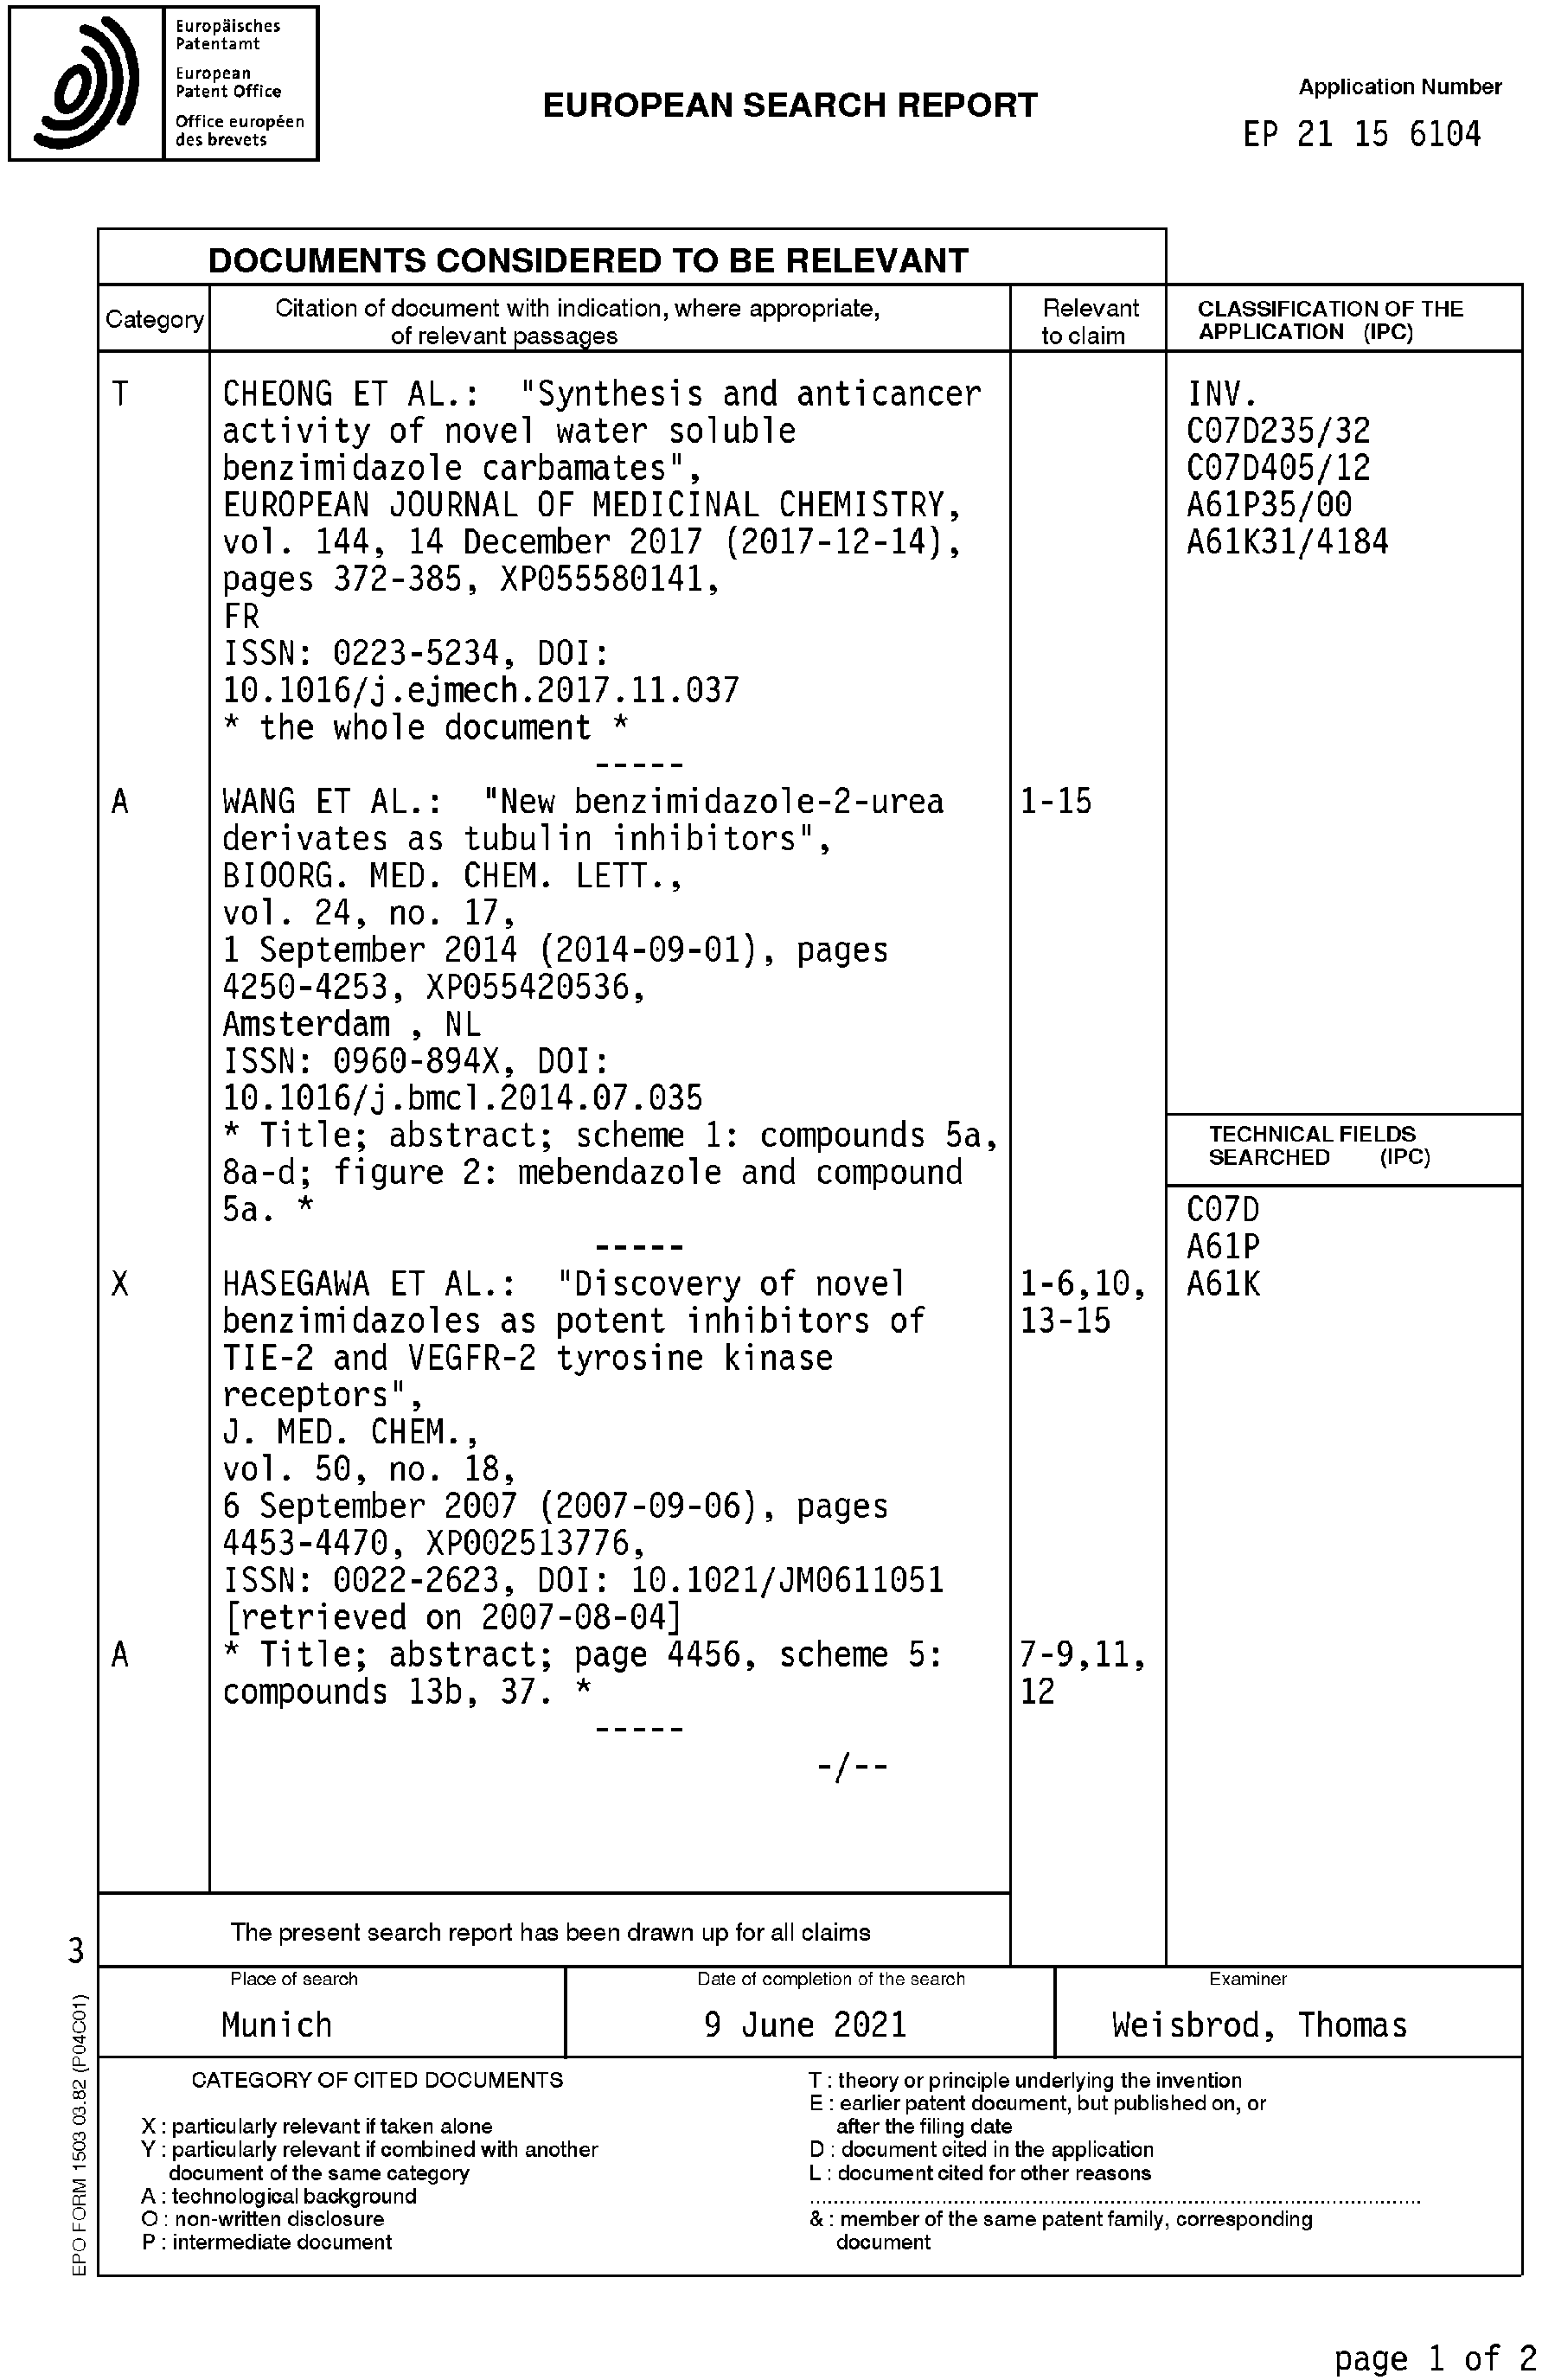 Europäisches
Patentamt
European
Patent Office
Office européen
des brevets
EUROPEAN SEARCH REPORT
Application Number
EP 21 15 6104
DOCUMENTS CONSIDERED TO BE RELEVANT
Category
Citation of document with indication, where appropriate,
of relevant passages
Relevant
to claim
CLASSIFICATION OF THE
APPLICATION (IPC)
T
CHEONG ET AL.: "Synthesis and anticancer
activity of novel water soluble
benzimidazole carbamates",
EUROPEAN JOURNAL OF MEDICINAL CHEMISTRY,
vol. 144, 14 December 2017 (2017-12-14),
pages 372-385, XP055580141,
FR
ISSN: 0223-5234, DOI:
10.1016/j.ejmech.2017.11.037
* the whole document *
-----
INV.
C07D235/32
C07D405/12
A61P35/00
A61K31/4184
A
WANG ET AL.: "New benzimidazole-2-urea
derivates as tubulin inhibitors",
BIOORG. MED. CHEM. LETT.,
vol. 24, no. 17,
1 September 2014 (2014-09-01), pages
4250-4253, XP055420536,
Amsterdam , NL
ISSN: 0960-894X, DOI:
10.1016/j.bmcl.2014.07.035
* Title; abstract; scheme 1: compounds 5a,
8a-d; figure 2: mebendazole and compound
5a. *
-----
1-15
TECHNICAL FIELDS
SEARCHED (IPC)
C07D
A61P
A61K
X
HASEGAWA ET AL.: "Discovery of novel
benzimidazoles as potent inhibitors of
TIE-2 and VEGFR-2 tyrosine kinase
receptors",
J. MED. CHEM.,
vol. 50, no. 18,
6 September 2007 (2007-09-06), pages
4453-4470, XP002513776,
ISSN: 0022-2623, DOI: 10.1021/JM0611051
[retrieved on 2007-08-04]
1-6,10,
13-15
A
* Title; abstract; page 4456, scheme 5:
compounds 13b, 37. *
-----
7-9,11,
12
-/--
The present search report has been drawn up for all claims
3
Place of search
Munich
Date of completion of the search
9 June 2021
Examiner
Weisbrod, Thomas
CATEGORY OF CITED DOCUMENTS
X : particularly relevant if taken alone
Y : particularly relevant if combined with another
document of the same category
A : technological background
O : non-written disclosure
P : intermediate document
T : theory or principle underlying the invention
E : earlier patent document, but published on, or
after the filing date
D : document cited in the application
L : document cited for other reasons
& : member of the same patent family, corresponding
document
EPO FORM 1503 03.82 (P04C01)
page 1 of 2